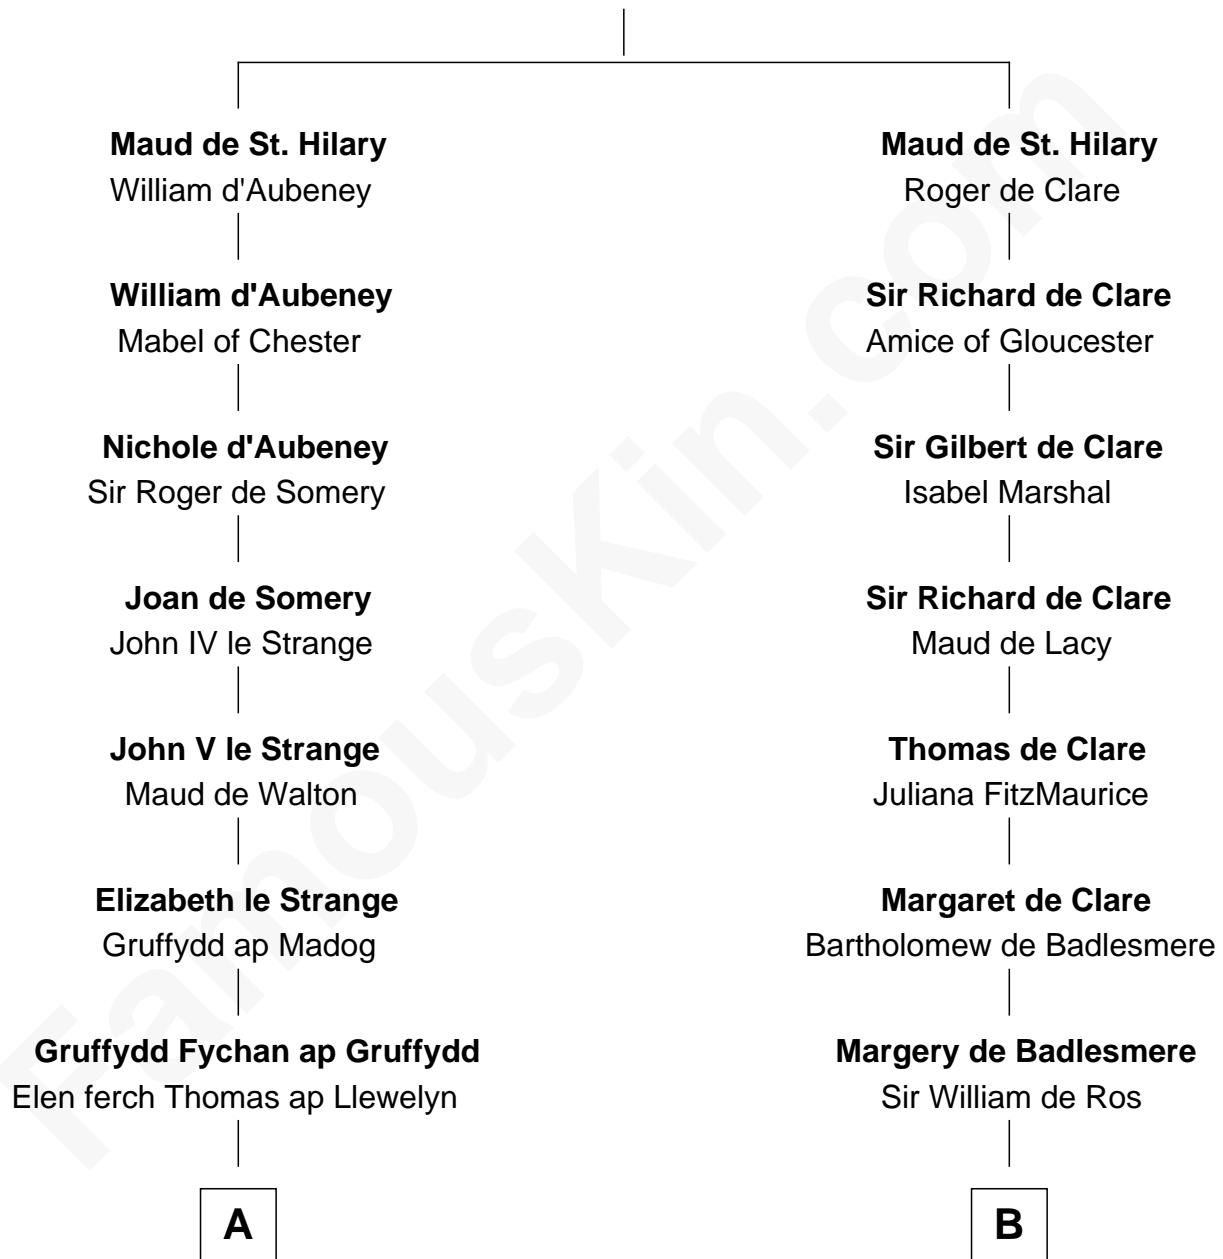 Maud de St. Hilary
William d'Aubeney
William d'Aubeney
Mabel of Chester
Nichole d'Aubeney
Sir Roger de Somery
Joan de Somery
John IV le Strange
John V le Strange
Maud de Walton
Elizabeth le Strange
Gruffydd ap Madog
Gruffydd Fychan ap Gruffydd
Elen ferch Thomas ap Llewelyn
A
Maud de St. Hilary
Roger de Clare
Sir Richard de Clare
Amice of Gloucester
Sir Gilbert de Clare
Isabel Marshal
Sir Richard de Clare
Maud de Lacy
Thomas de Clare
Juliana FitzMaurice
Margaret de Clare
Bartholomew de Badlesmere
Margery de Badlesmere
Sir William de Ros
B
FamousKin.com